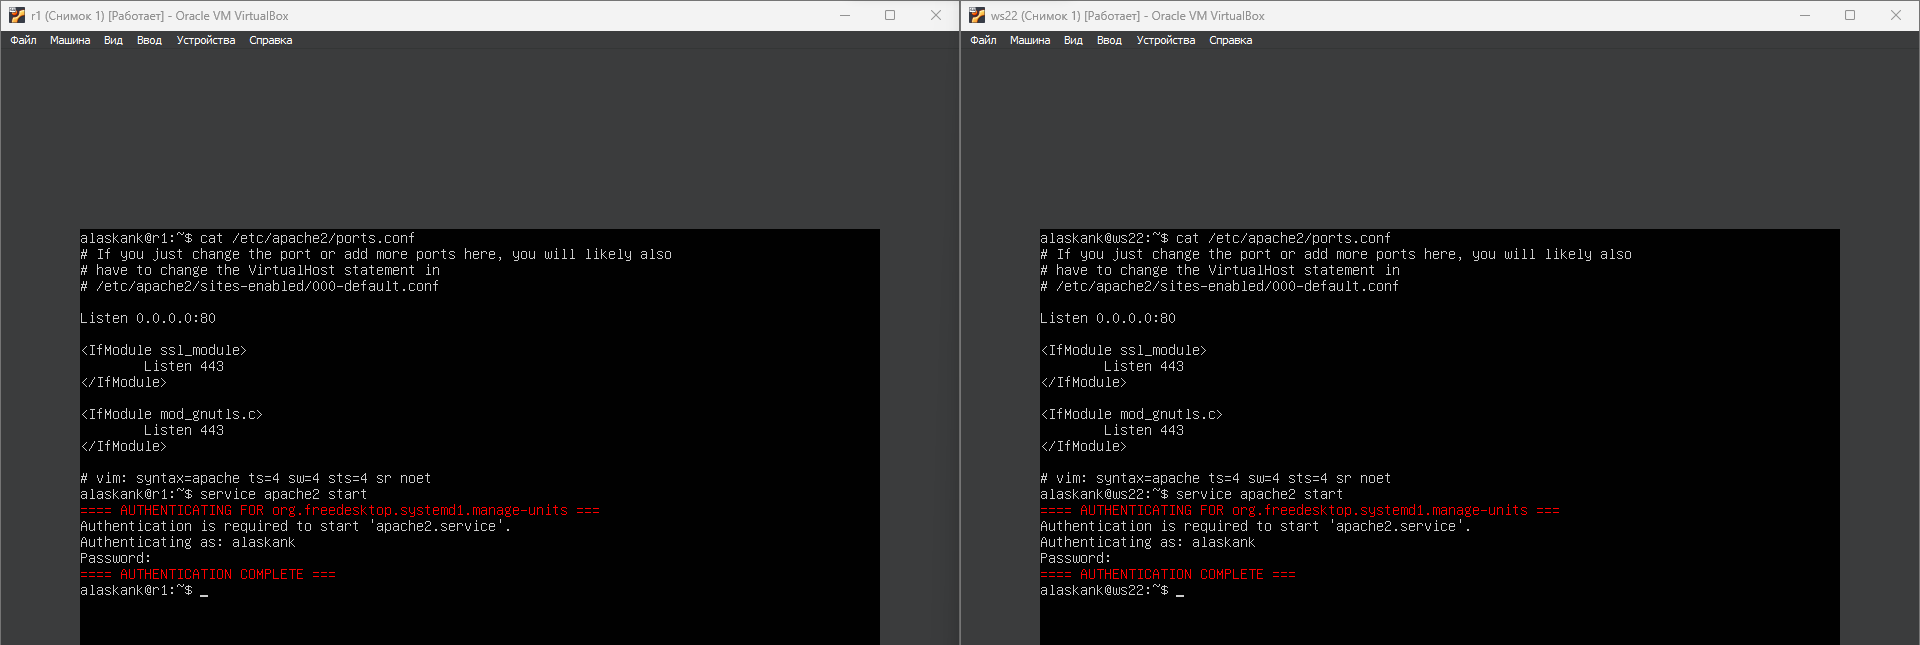 r1 (Снимок 1) [Работает] - Oracle VM VirtualBox
Файл Машина Вид Ввод Устройства Справка
alaskank@r1:~$ cat /etc/apache2/ports.conf
# If you just change the port or add more ports here, you will likely also
# have to change the VirtualHost statement in
# /etc/apache2/sites-enabled/000-default.conf
Listen 0.0.0.0:80
<IfModule ssl_module>
        Listen 443
</IfModule>
<IfModule mod_gnutls.c>
        Listen 443
</IfModule>
# vim: syntax=apache ts=4 sw=4 sts=4 sr noet
alaskank@r1:~$ service apache2 start
==== AUTHENTICATING FOR org.freedesktop.systemd1.manage-units ===
Authentication is required to start 'apache2.service'.
Authenticating as: alaskank
Password:
==== AUTHENTICATION COMPLETE ===
alaskank@r1:~$ _
ws22 (Снимок 1) [Работает] - Oracle VM VirtualBox
Файл Машина Вид Ввод Устройства Справка
alaskank@ws22:~$ cat /etc/apache2/ports.conf
# If you just change the port or add more ports here, you will likely also
# have to change the VirtualHost statement in
# /etc/apache2/sites-enabled/000-default.conf
Listen 0.0.0.0:80
<IfModule ssl_module>
        Listen 443
</IfModule>
<IfModule mod_gnutls.c>
        Listen 443
</IfModule>
# vim: syntax=apache ts=4 sw=4 sts=4 sr noet
alaskank@ws22:~$ service apache2 start
==== AUTHENTICATING FOR org.freedesktop.systemd1.manage-units ===
Authentication is required to start 'apache2.service'.
Authenticating as: alaskank
Password:
==== AUTHENTICATION COMPLETE ===
alaskank@ws22:~$ _